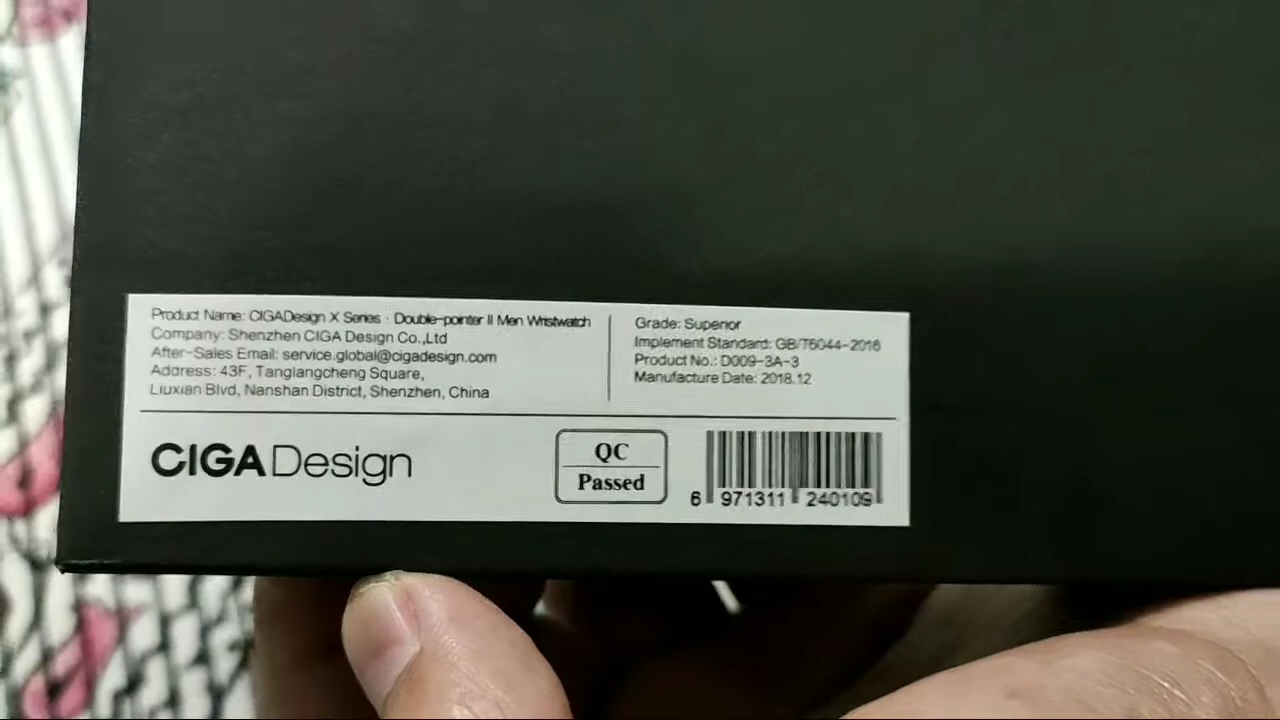 Product Name: CIGADesign X Series · Double-pointer II Men Wristwatch
Company: Shenzhen CIGA Design Co.,Ltd
After-Sales Email: service.global@cigadesign.com
Address: 43F, Tanglangcheng Square,
Liuxian Blvd, Nanshan District, Shenzhen, China
Grade: Superior
Implement Standard: GB/T6044-2016
Product No.: D009-3A-3
Manufacture Date: 2018.12
CIGA Design
QC
Passed
6 971311 240109